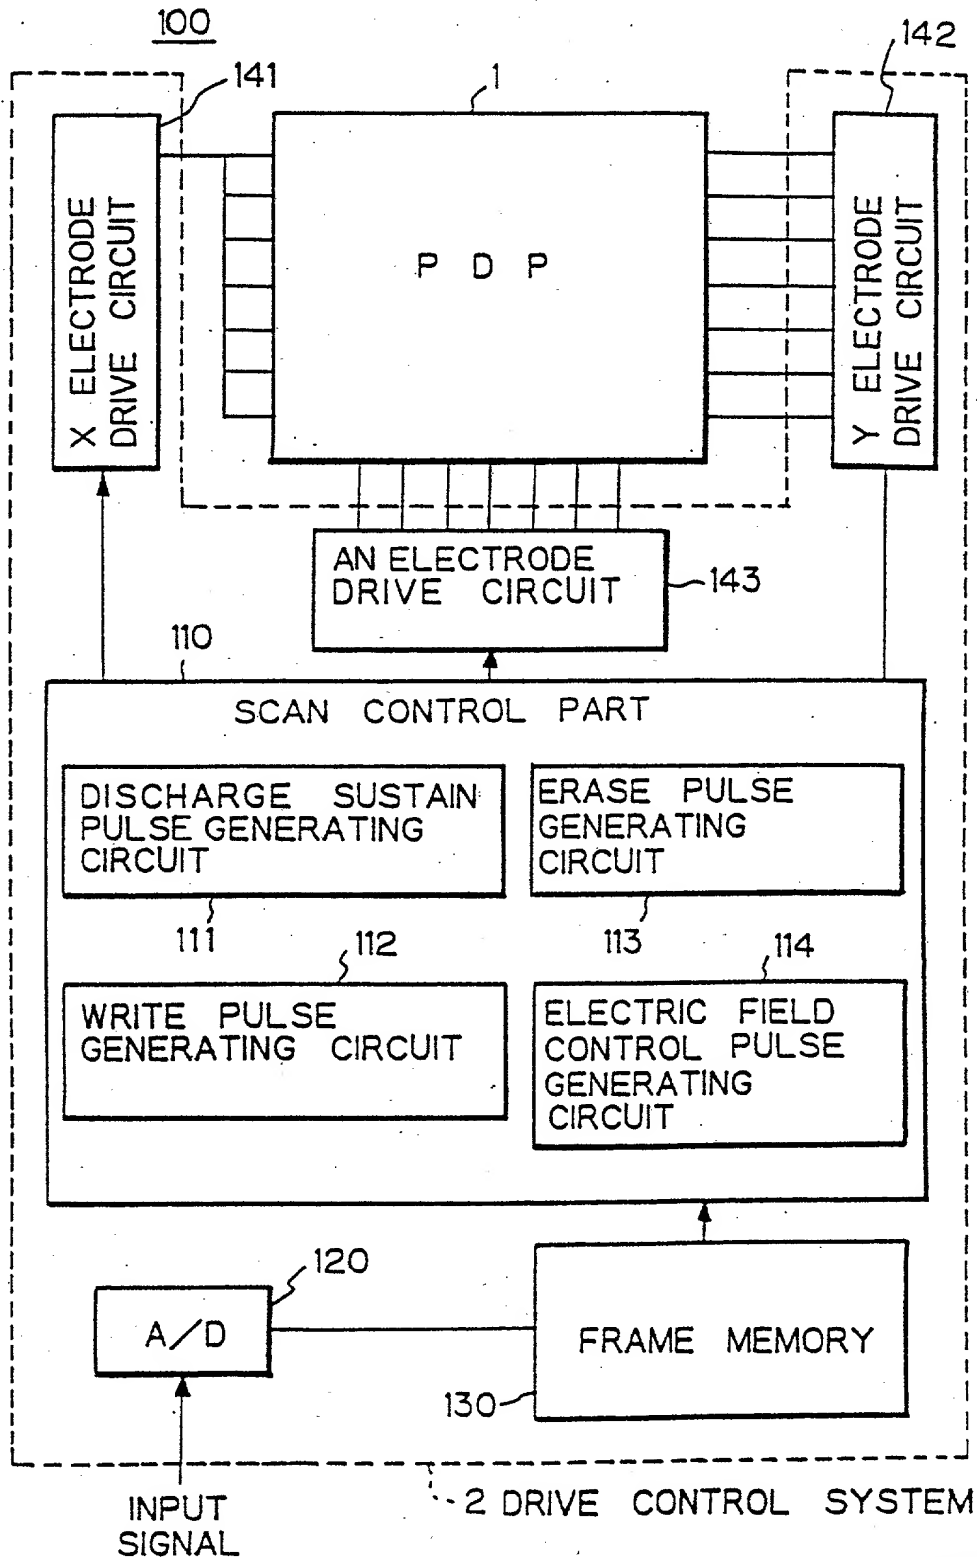 100
141
1
142
X ELECTRODE
DRIVE CIRCUIT
P D P
Y ELECTRODE
DRIVE CIRCUIT
AN ELECTRODE
DRIVE CIRCUIT
143
110
SCAN CONTROL PART
DISCHARGE SUSTAIN
PULSE GENERATING
CIRCUIT
ERASE PULSE
GENERATING
CIRCUIT
111
112
113
114
WRITE PULSE
GENERATING CIRCUIT
ELECTRIC FIELD
CONTROL PULSE
GENERATING
CIRCUIT
120
A/D
FRAME MEMORY
130
INPUT
SIGNAL
2 DRIVE CONTROL SYSTEM